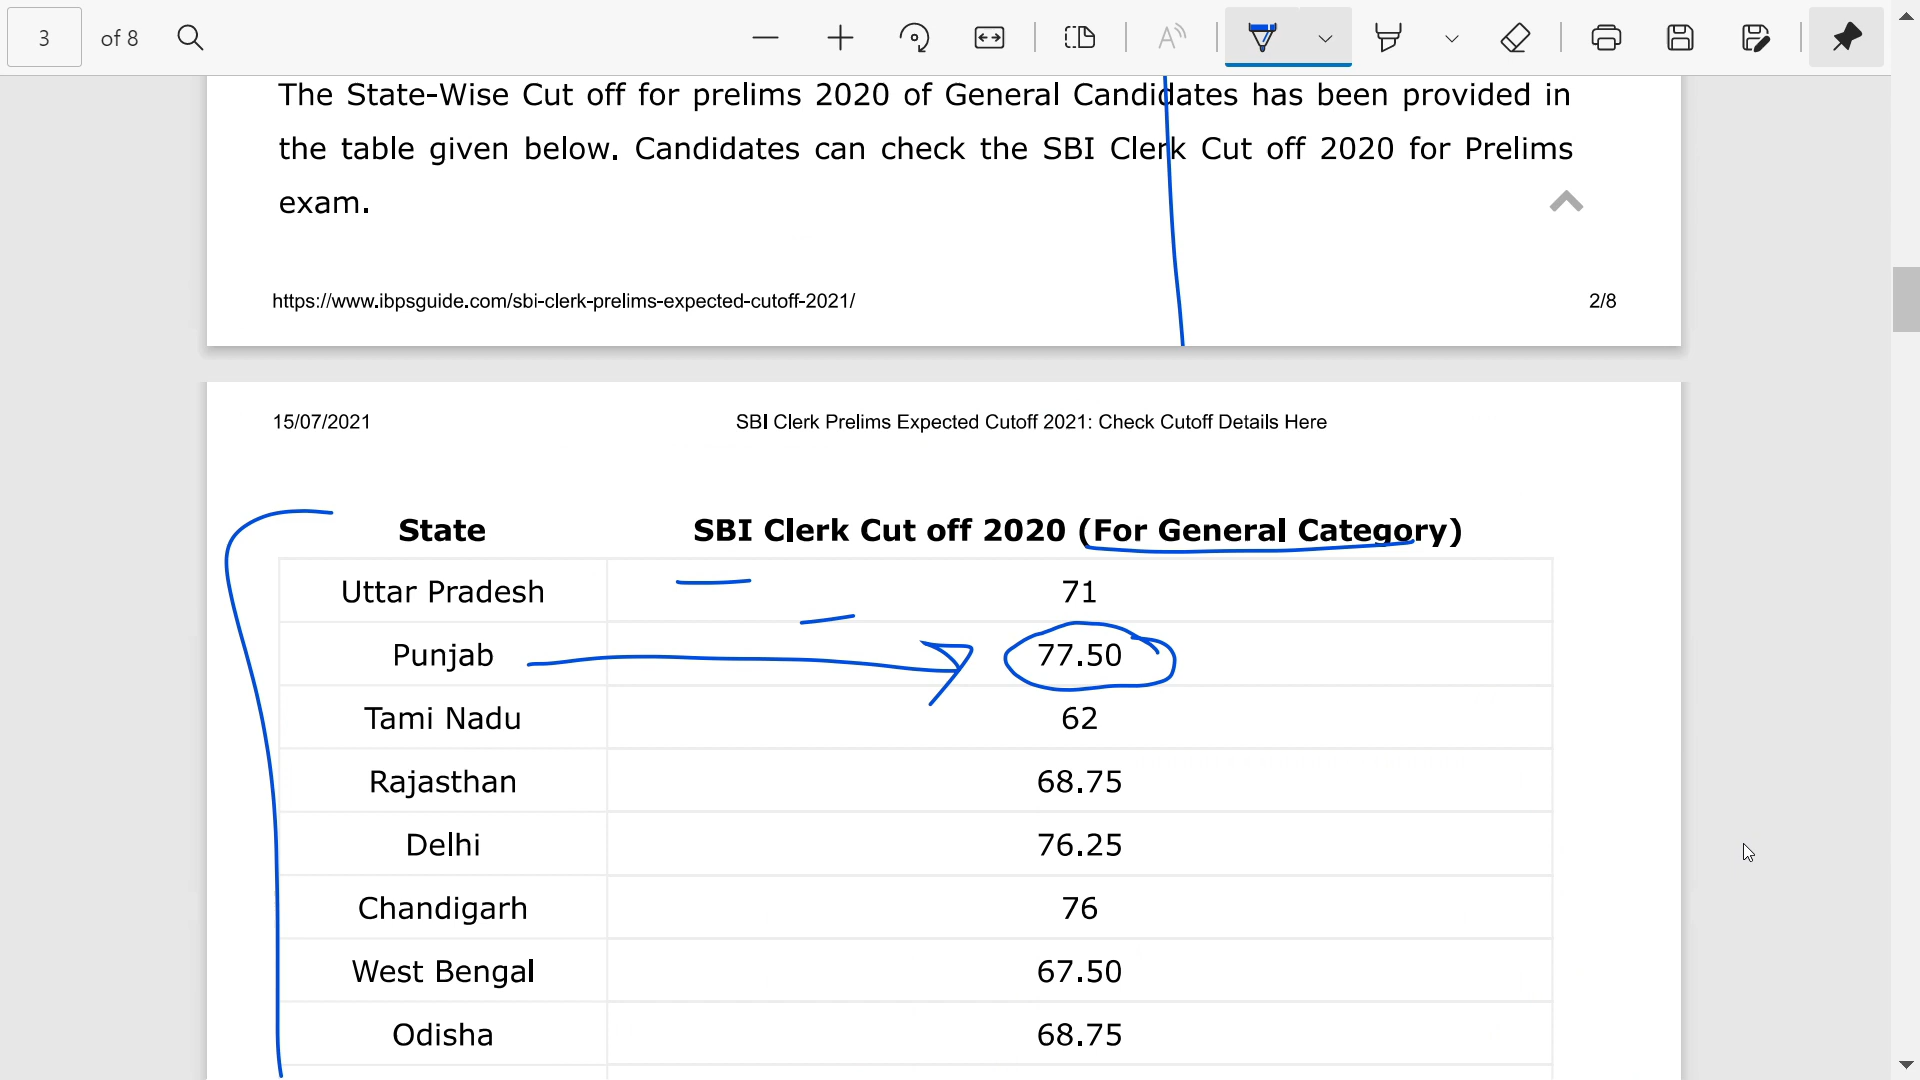 3 of 8
The State-Wise Cut off for prelims 2020 of General Candidates has been provided in
the table given below. Candidates can check the SBI Clerk Cut off 2020 for Prelims
exam.
https://www.ibpsguide.com/sbi-clerk-prelims-expected-cutoff-2021/ 2/8
15/07/2021 SBI Clerk Prelims Expected Cutoff 2021: Check Cutoff Details Here
State SBI Clerk Cut off 2020 (For General Category)
Uttar Pradesh 71
Punjab 77.50
Tami Nadu 62
Rajasthan 68.75
Delhi 76.25
Chandigarh 76
West Bengal 67.50
Odisha 68.75